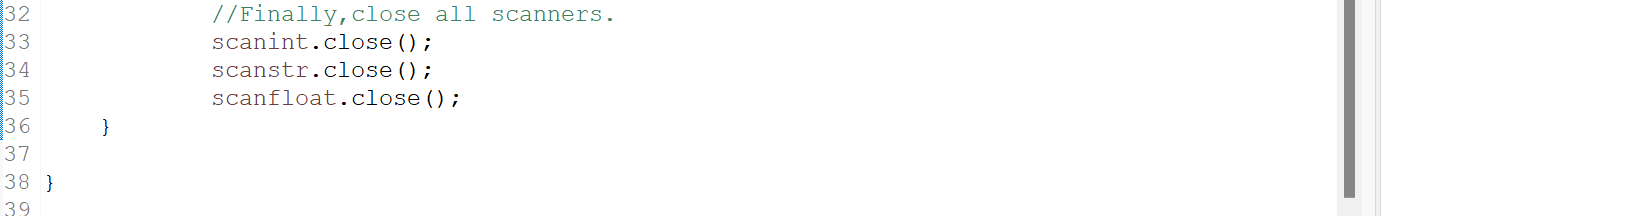 32 //Finally,close all scanners.
33 scanint.close();
34 scanstr.close();
35 scanfloat.close();
36 }
37
38 }
39